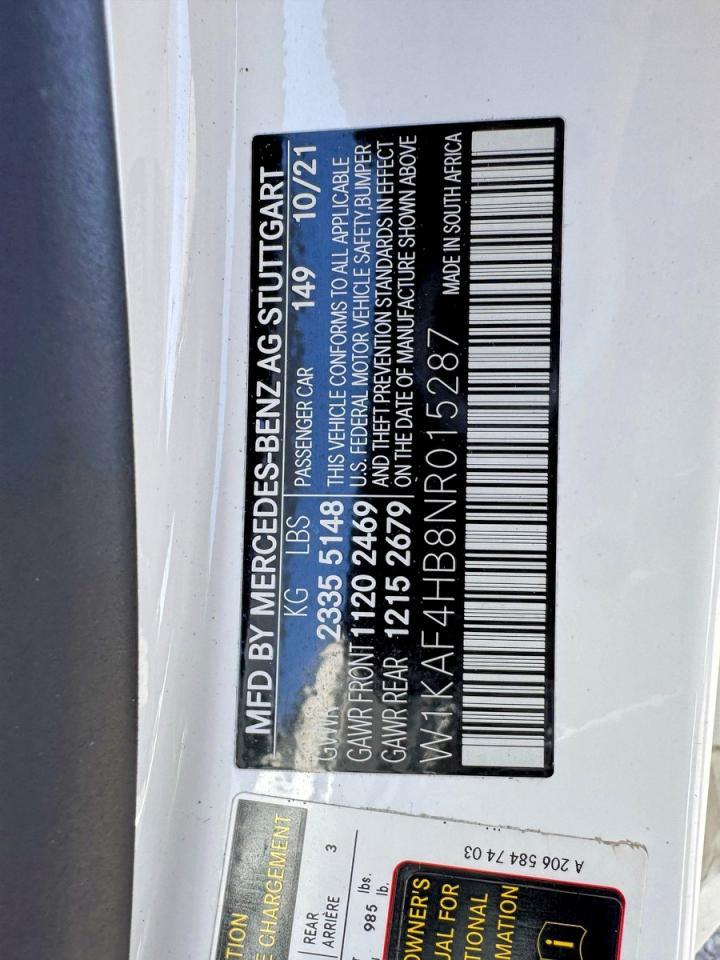 MFD BY MERCEDES-BENZ AG STUTTGART
KG LBS PASSENGER CAR 149 10/21
GVWR 2335 5148
GAWR FRONT 1120 2469
GAWR REAR 1215 2679
THIS VEHICLE CONFORMS TO ALL APPLICABLE
U.S. FEDERAL MOTOR VEHICLE SAFETY,BUMPER
AND THEFT PREVENTION STANDARDS IN EFFECT
ON THE DATE OF MANUFACTURE SHOWN ABOVE
W1KAF4HB8NR015287 MADE IN SOUTH AFRICA
TION
E CHARGEMENT
REAR
ARRIÈRE 3
985 lbs.
lb.
OWNER'S
UAL FOR
TIONAL
MATION
i
A 206 584 74 03